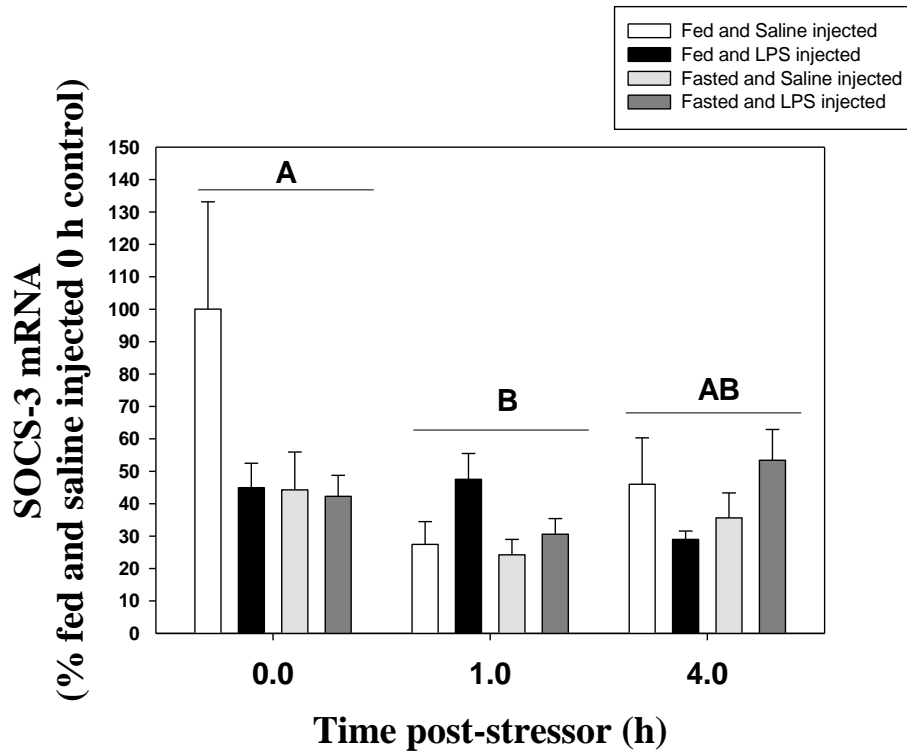 Fed and Saline injected
Fed and LPS injected
Fasted and Saline injected
Fasted and LPS injected
SOCS-3 mRNA
(% fed and saline injected 0 h control)
150
140
130
120
110
100
90
80
70
60
50
40
30
20
10
0
A
B
AB
0.0
1.0
4.0
Time post-stressor (h)